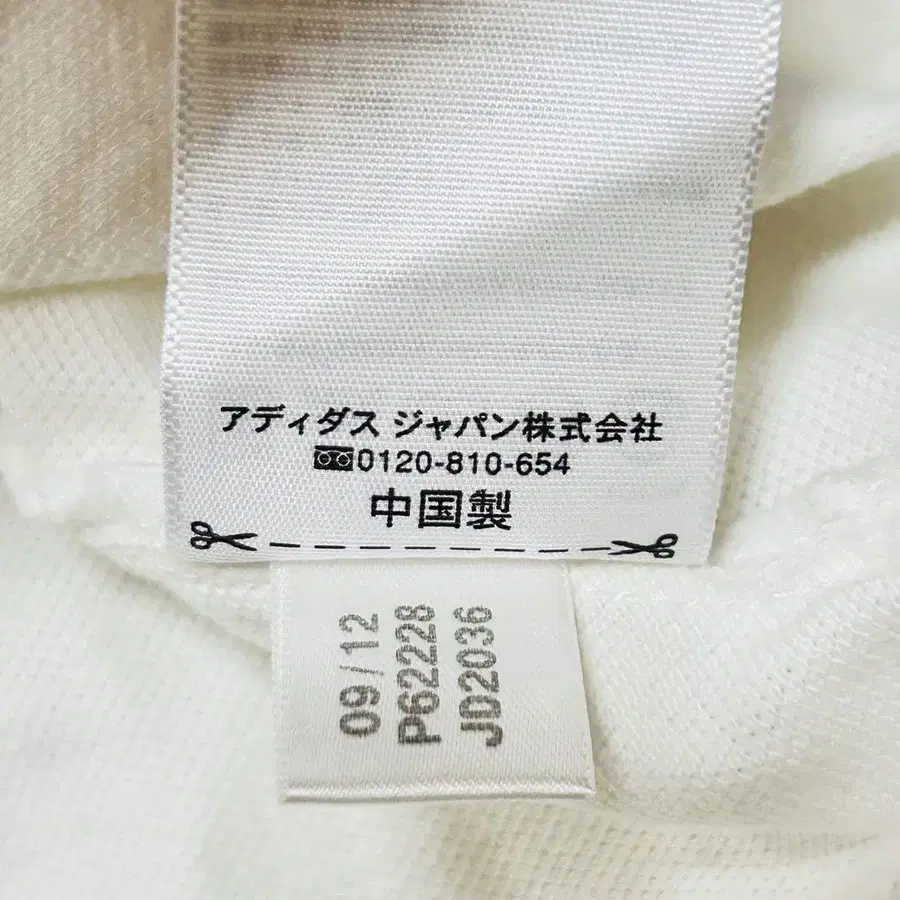 アディダス ジャパン株式会社
0120-810-654
中国製
09/12
P62228
JD2036